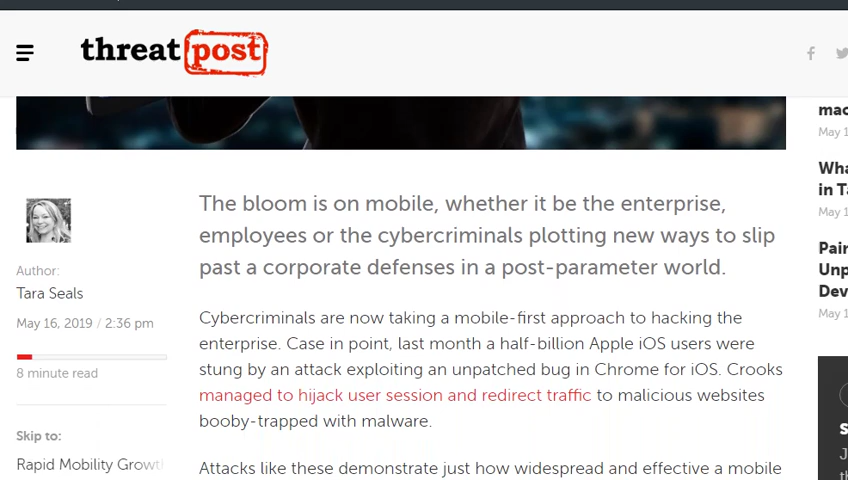 threatpost
The bloom is on mobile, whether it be the enterprise,
employees or the cybercriminals plotting new ways to slip
past a corporate defenses in a post-parameter world.
Author:
Tara Seals
May 16, 2019 / 2:36 pm
8 minute read
Skip to:
Rapid Mobility Growt
Cybercriminals are now taking a mobile-first approach to hacking the
enterprise. Case in point, last month a half-billion Apple iOS users were
stung by an attack exploiting an unpatched bug in Chrome for iOS. Crooks
managed to hijack user session and redirect traffic to malicious websites
booby-trapped with malware.
Attacks like these demonstrate just how widespread and effective a mobile
mac
May 1
Wha
in Ta
May 1
Pair
Unp
Dev
May 1
S
J